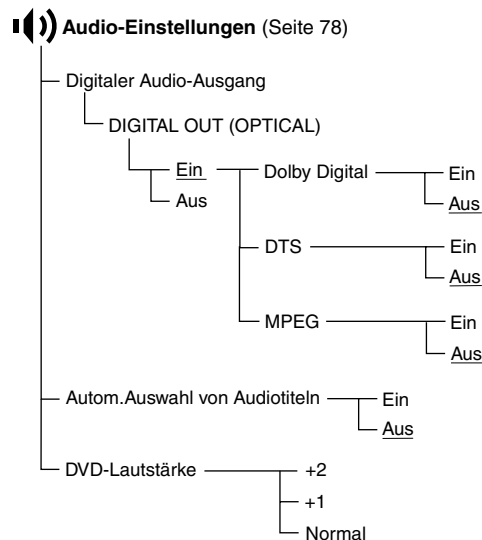 Audio-Einstellungen (Seite 78)
Digitaler Audio-Ausgang
DIGITAL OUT (OPTICAL)
Ein Dolby Digital Ein
Aus Aus
DTS Ein
Aus
MPEG Ein
Aus
Autom.Auswahl von Audiotiteln Ein
Aus
DVD-Lautstärke +2
+1
Normal